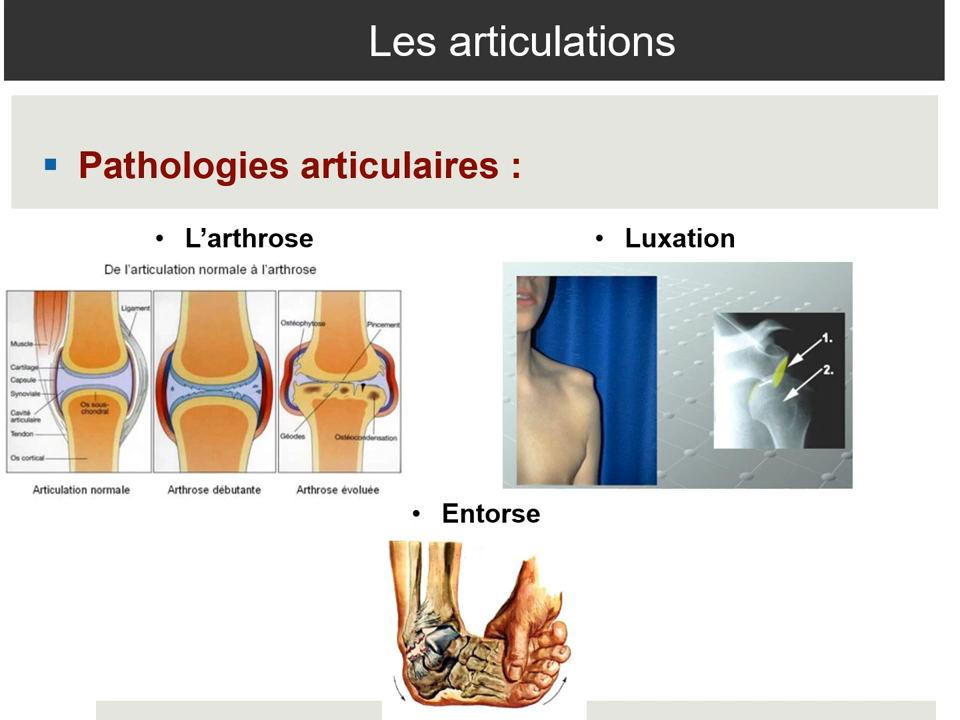 Les articulations
Pathologies articulaires :
• L’arthrose
De l’articulation normale à l’arthrose
Ligament
Muscle
Cartilage
Capsule
Synoviale
Cavité
articulaire
Tendon
Os cortical
Os sous-
chondral
Articulation normale
Arthrose débutante
Ostéophytose
Pincement
Géodes
Ostéocondensation
Arthrose évoluée
• Luxation
1.
2.
• Entorse